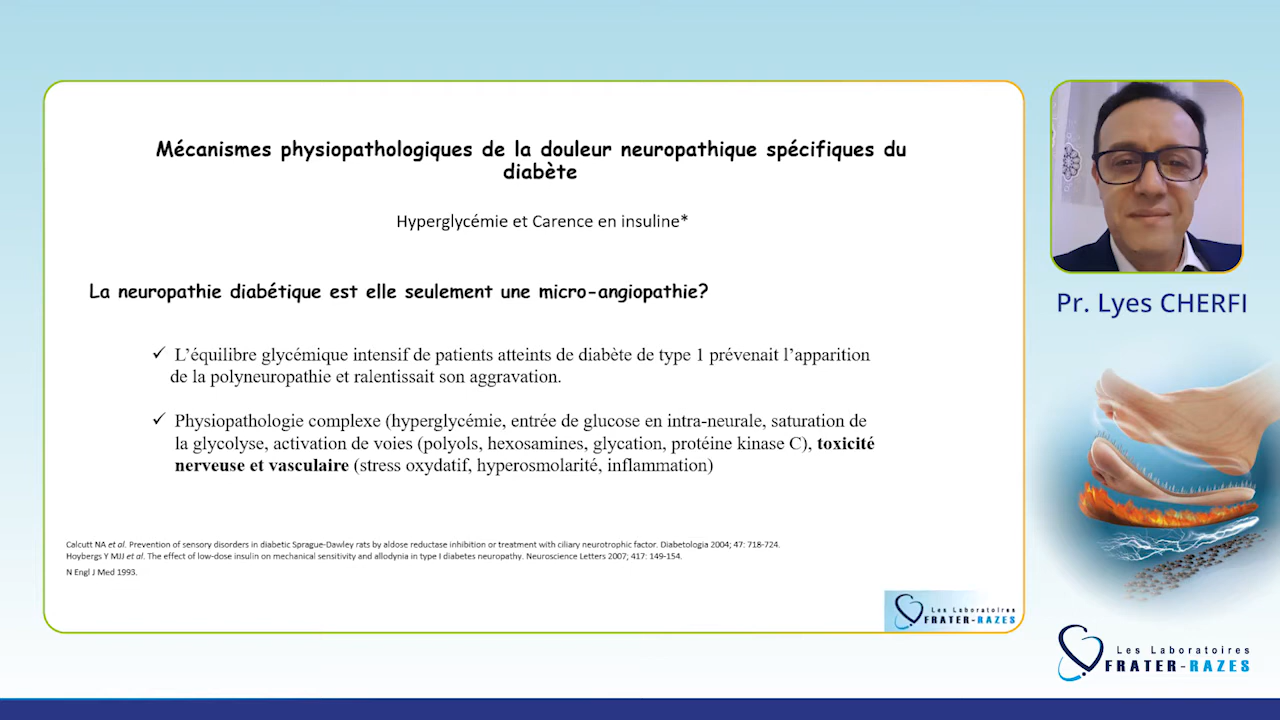 Mécanismes physiopathologiques de la douleur neuropathique spécifiques du
diabète
Hyperglycémie et Carence en insuline*
La neuropathie diabétique est elle seulement une micro-angiopathie?
✓ L'équilibre glycémique intensif de patients atteints de diabète de type 1 prévenait l'apparition
de la polyneuropathie et ralentissait son aggravation.
✓ Physiopathologie complexe (hyperglycémie, entrée de glucose en intra-neurale, saturation de
la glycolyse, activation de voies (polyols, hexosamines, glycation, protéine kinase C), toxicité
nerveuse et vasculaire (stress oxydatif, hyperosmolarité, inflammation)
Calcutt NA et al. Prevention of sensory disorders in diabetic Sprague-Dawley rats by aldose reductase inhibition or treatment with ciliary neurotrophic factor. Diabetologia 2004; 47: 718-724.
Hoybergs Y MJJ et al. The effect of low-dose insulin on mechanical sensitivity and allodynia in type I diabetes neuropathy. Neuroscience Letters 2007; 417: 149-154.
N Engl J Med 1993.
Les Laboratoires
FRATER-RAZES
Pr. Lyes CHERFI
Les Laboratoires
FRATER-RAZES